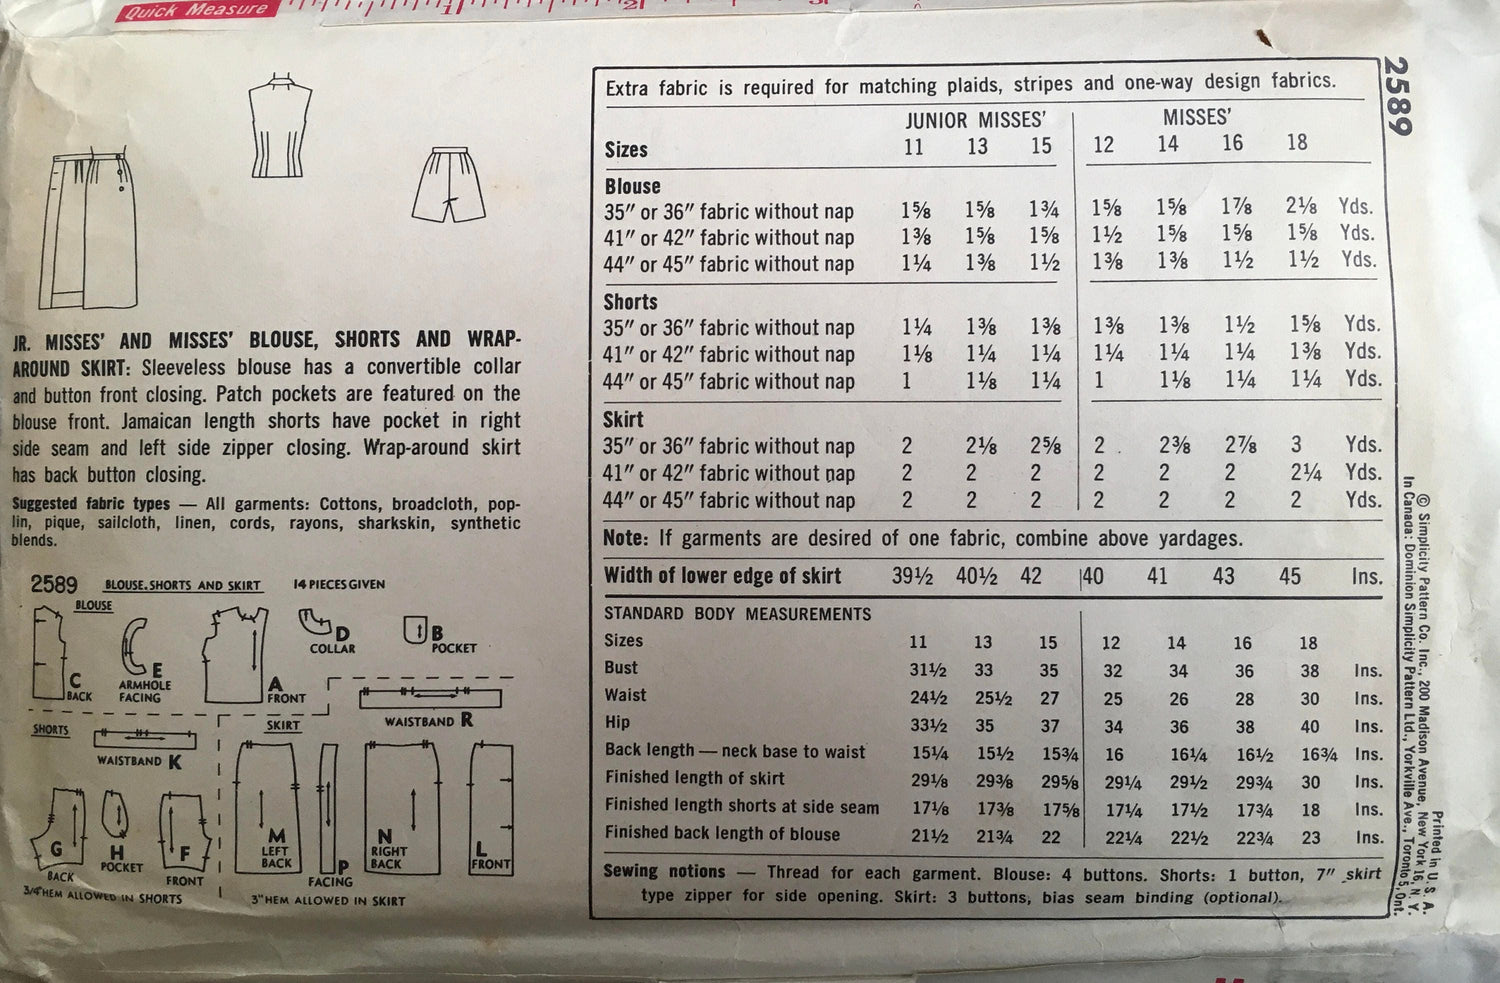 Quick Measure
JR. MISSES' AND MISSES' BLOUSE, SHORTS AND WRAP-
AROUND SKIRT: Sleeveless blouse has a convertible collar
and button front closing. Patch pockets are featured on the
blouse front. Jamaican length shorts have pocket in right
side seam and left side zipper closing. Wrap-around skirt
has back button closing.
Suggested fabric types — All garments: Cottons, broadcloth, pop-
lin, pique, sailcloth, linen, cords, rayons, sharkskin, synthetic
blends.
2589 BLOUSE.SHORTS AND SKIRT 14 PIECES GIVEN
BLOUSE
C BACK
E ARMHOLE FACING
A FRONT
D COLLAR
B POCKET
SHORTS
WAISTBAND K
SKIRT
WAISTBAND R
G BACK
H POCKET
F FRONT
3/4" HEM ALLOWED IN SHORTS
M LEFT BACK
P FACING
N RIGHT BACK
L FRONT
3" HEM ALLOWED IN SKIRT
Extra fabric is required for matching plaids, stripes and one-way design fabrics.
JUNIOR MISSES' MISSES'
Sizes 11 13 15 12 14 16 18
Blouse
35" or 36" fabric without nap 1⅝ 1⅝ 1¾ 1⅝ 1⅝ 1⅞ 2⅛ Yds.
41" or 42" fabric without nap 1⅜ 1⅝ 1⅝ 1½ 1⅝ 1⅝ 1⅝ Yds.
44" or 45" fabric without nap 1¼ 1⅜ 1½ 1⅜ 1⅜ 1½ 1½ Yds.
Shorts
35" or 36" fabric without nap 1¼ 1⅜ 1⅜ 1⅜ 1⅜ 1½ 1⅝ Yds.
41" or 42" fabric without nap 1⅛ 1¼ 1¼ 1¼ 1¼ 1¼ 1⅜ Yds.
44" or 45" fabric without nap 1 1⅛ 1¼ 1 1⅛ 1¼ 1¼ Yds.
Skirt
35" or 36" fabric without nap 2 2⅛ 2⅝ 2 2⅜ 2⅞ 3 Yds.
41" or 42" fabric without nap 2 2 2 2 2 2 2¼ Yds.
44" or 45" fabric without nap 2 2 2 2 2 2 2 Yds.
Note: If garments are desired of one fabric, combine above yardages.
Width of lower edge of skirt 39½ 40½ 42 40 41 43 45 Ins.
STANDARD BODY MEASUREMENTS
Sizes 11 13 15 12 14 16 18
Bust 31½ 33 35 32 34 36 38 Ins.
Waist 24½ 25½ 27 25 26 28 30 Ins.
Hip 33½ 35 37 34 36 38 40 Ins.
Back length — neck base to waist 15¼ 15½ 15¾ 16 16¼ 16½ 16¾ Ins.
Finished length of skirt 29⅛ 29⅜ 29⅝ 29¼ 29½ 29¾ 30 Ins.
Finished length shorts at side seam 17⅛ 17⅜ 17⅝ 17¼ 17½ 17¾ 18 Ins.
Finished back length of blouse 21½ 21¾ 22 22¼ 22½ 22¾ 23 Ins.
Sewing notions — Thread for each garment. Blouse: 4 buttons. Shorts: 1 button, 7" skirt
type zipper for side opening. Skirt: 3 buttons, bias seam binding (optional).
2589
Printed in U. S. A.
© Simplicity Pattern Co. Inc., 200 Madison Avenue, New York 16, N. Y.
In Canada: Dominion Simplicity Pattern Ltd., Yorkville Ave., Toronto 5, Ont.